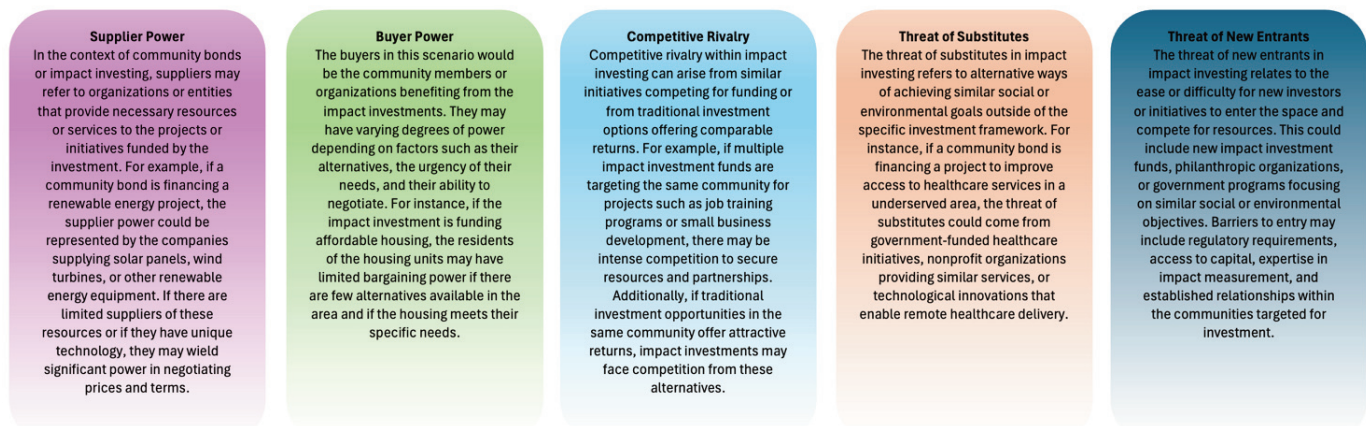 Supplier Power
In the context of community bonds
or impact investing, suppliers may
refer to organizations or entities
that provide necessary resources
or services to the projects or
initiatives funded by the
investment. For example, if a
community bond is financing a
renewable energy project, the
supplier power could be
represented by the companies
supplying solar panels, wind
turbines, or other renewable
energy equipment. If there are
limited suppliers of these
resources or if they have unique
technology, they may wield
significant power in negotiating
prices and terms.
Buyer Power
The buyers in this scenario would
be the community members or
organizations benefiting from the
impact investments. They may
have varying degrees of power
depending on factors such as their
alternatives, the urgency of their
needs, and their ability to
negotiate. For instance, if the
impact investment is funding
affordable housing, the residents
of the housing units may have
limited bargaining power if there
are few alternatives available in the
area and if the housing meets their
specific needs.
Competitive Rivalry
Competitive rivalry within impact
investing can arise from similar
initiatives competing for funding or
from traditional investment
options offering comparable
returns. For example, if multiple
impact investment funds are
targeting the same community for
projects such as job training
programs or small business
development, there may be
intense competition to secure
resources and partnerships.
Additionally, if traditional
investment opportunities in the
same community offer attractive
returns, impact investments may
face competition from these
alternatives.
Threat of Substitutes
The threat of substitutes in impact
investing refers to alternative ways
of achieving similar social or
environmental goals outside of the
specific investment framework. For
instance, if a community bond is
financing a project to improve
access to healthcare services in a
underserved area, the threat of
substitutes could come from
government-funded healthcare
initiatives, nonprofit organizations
providing similar services, or
technological innovations that
enable remote healthcare delivery.
Threat of New Entrants
The threat of new entrants in
impact investing relates to the
ease or difficulty for new investors
or initiatives to enter the space and
compete for resources. This could
include new impact investment
funds, philanthropic organizations,
or government programs focusing
on similar social or environmental
objectives. Barriers to entry may
include regulatory requirements,
access to capital, expertise in
impact measurement, and
established relationships within
the communities targeted for
investment.